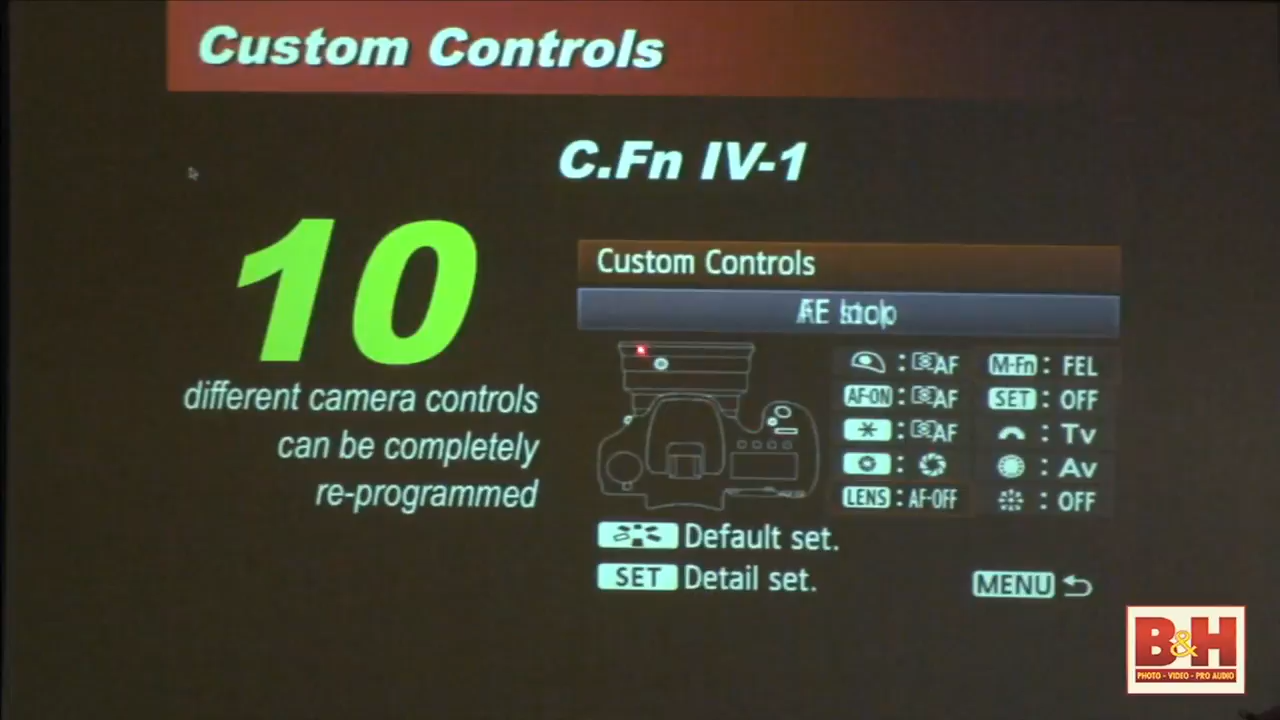 Custom Controls
C.Fn IV-1
10
different camera controls
can be completely
re-programmed
Custom Controls
: AF
M-Fn : FEL
AF-ON : AF
SET : OFF
: AF
: Tv
: Av
LENS : AF-OFF
: OFF
Default set.
SET Detail set.
MENU
B&H
PHOTO - VIDEO - PRO AUDIO